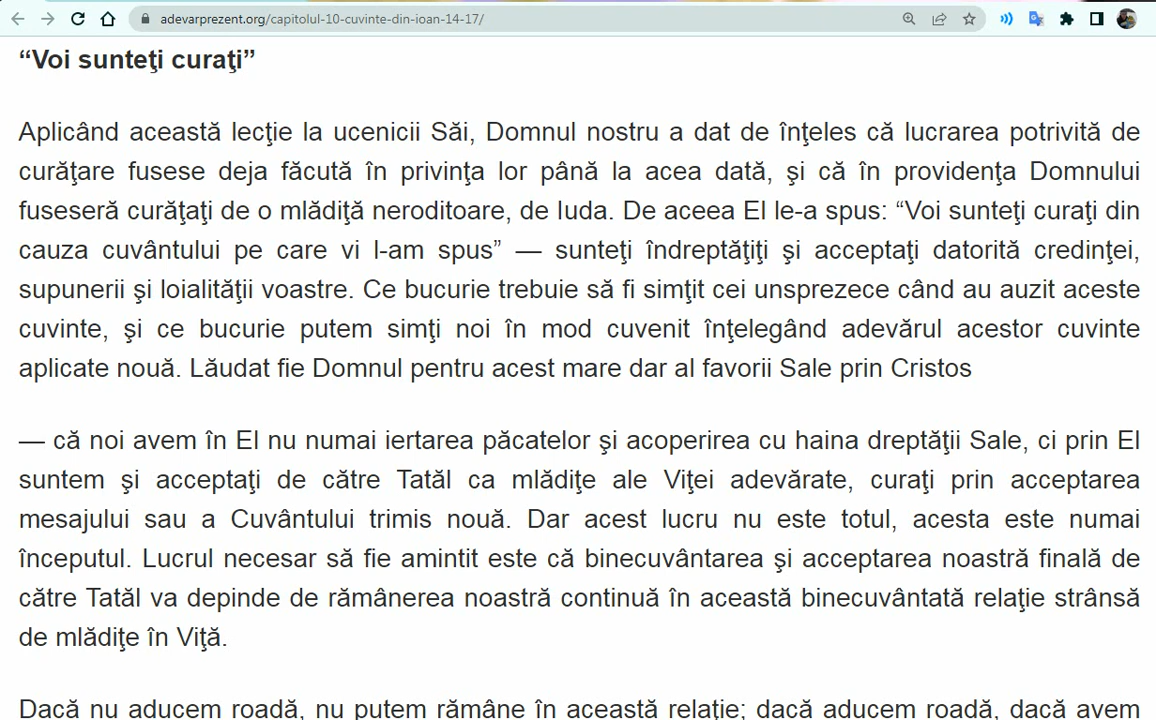 adevarprezent.org/capitolul-10-cuvinte-din-ioan-14-17/
“Voi sunteţi curaţi”
Aplicând această lecţie la ucenicii Săi, Domnul nostru a dat de înţeles că lucrarea potrivită de
curăţare fusese deja făcută în privinţa lor până la acea dată, şi că în providenţa Domnului
fuseseră curăţaţi de o mlădiţă neroditoare, de Iuda. De aceea El le-a spus: “Voi sunteţi curaţi din
cauza cuvântului pe care vi l-am spus” — sunteţi îndreptăţiţi şi acceptaţi datorită credinţei,
supunerii şi loialităţii voastre. Ce bucurie trebuie să fi simţit cei unsprezece când au auzit aceste
cuvinte, şi ce bucurie putem simţi noi în mod cuvenit înţelegând adevărul acestor cuvinte
aplicate nouă. Lăudat fie Domnul pentru acest mare dar al favorii Sale prin Cristos
— că noi avem în El nu numai iertarea păcatelor şi acoperirea cu haina dreptăţii Sale, ci prin El
suntem şi acceptaţi de către Tatăl ca mlădiţe ale Viţei adevărate, curaţi prin acceptarea
mesajului sau a Cuvântului trimis nouă. Dar acest lucru nu este totul, acesta este numai
începutul. Lucrul necesar să fie amintit este că binecuvântarea şi acceptarea noastră finală de
către Tatăl va depinde de rămânerea noastră continuă în această binecuvântată relaţie strânsă
de mlădiţe în Viţă.
Dacă nu aducem roadă, nu putem rămâne în această relaţie; dacă aducem roadă, dacă avem